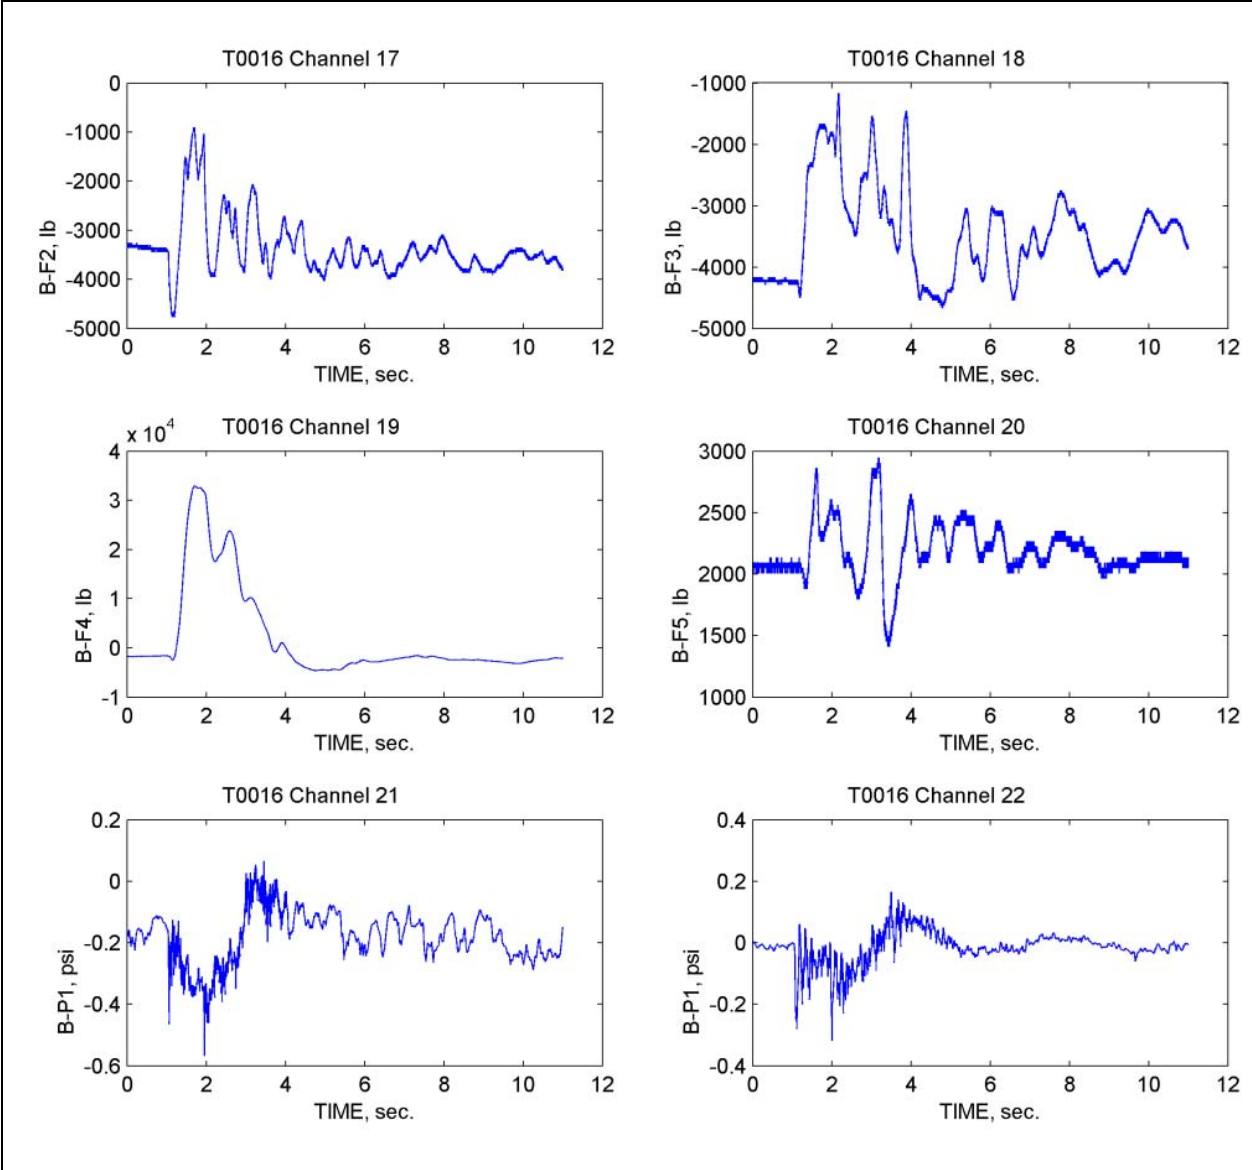 T0016 Channel 17
0
-1000
-2000
-3000
-4000
-5000
B-F2, lb
0 2 4 6 8 10 12
TIME, sec.
T0016 Channel 18
-1000
-2000
-3000
-4000
-5000
B-F3, lb
0 2 4 6 8 10 12
TIME, sec.
T0016 Channel 19
x 10^4
4
3
2
1
0
-1
B-F4, lb
0 2 4 6 8 10 12
TIME, sec.
T0016 Channel 20
3000
2500
2000
1500
1000
B-F5, lb
0 2 4 6 8 10 12
TIME, sec.
T0016 Channel 21
0.2
0
-0.2
-0.4
-0.6
B-P1, psi
0 2 4 6 8 10 12
TIME, sec.
T0016 Channel 22
0.4
0.2
0
-0.2
-0.4
B-P1, psi
0 2 4 6 8 10 12
TIME, sec.